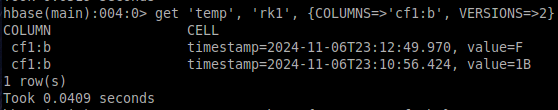 hbase(main):004:0> get 'temp', 'rk1', {COLUMNS=>'cf1:b', VERSIONS=>2}
COLUMN CELL
cf1:b timestamp=2024-11-06T23:12:49.970, value=F
cf1:b timestamp=2024-11-06T23:10:56.424, value=1B
1 row(s)
Took 0.0409 seconds